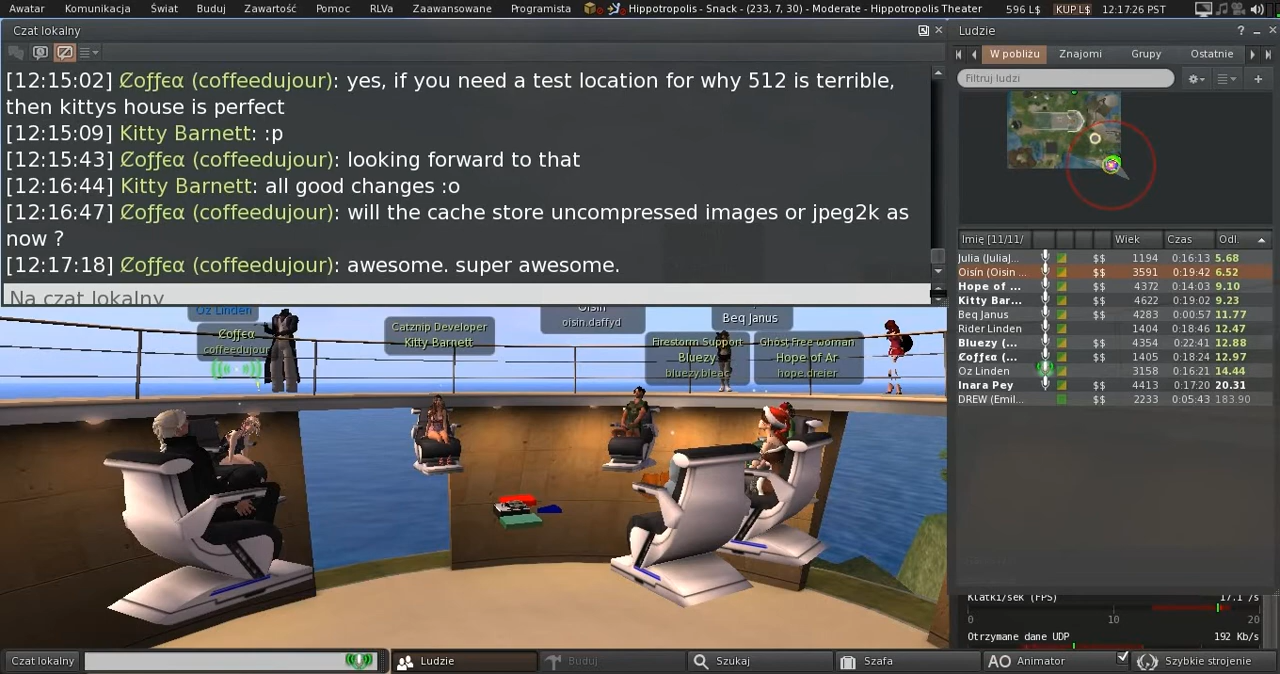 Awatar Komunikacja Świat Buduj Zawartość Pomoc RLVa Zaawansowane Programista Hippotropolis - Snack - (233, 7, 30) - Moderate - Hippotropolis Theater 596 L$ KUP L$ 12:17:26 PST
Czat lokalny
[12:15:02] Ȼσƒƒєα (coffeedujour): yes, if you need a test location for why 512 is terrible,
then kittys house is perfect
[12:15:09] Kitty Barnett: :p
[12:15:43] Ȼσƒƒєα (coffeedujour): looking forward to that
[12:16:44] Kitty Barnett: all good changes :o
[12:16:47] Ȼσƒƒєα (coffeedujour): will the cache store uncompressed images or jpeg2k as
now ?
[12:17:18] Ȼσƒƒєα (coffeedujour): awesome. super awesome.
Na czat lokalny
Oz Linden
Ȼσƒƒєα
coffeedujour
Catznip Developer
Kitty Barnett
Oisín
oisin.daffyd
Beq Janus
Firestorm Support
Bluezy
bluezy.bleac
Ghost Free woman
Hope of Ar
hope.dreier
Ludzie
W pobliżu Znajomi Grupy Ostatnie
Filtruj ludzi
Imię [11/11/ Wiek Czas Odl.
Julia (JuliaJ... $$ 1194 0:16:13 5.68
Oisín (Oisin ... $$ 3591 0:19:42 6.52
Hope of ... $$ 4372 0:14:03 9.10
Kitty Bar... $$ 4622 0:19:02 9.23
Beq Janus $$ 4283 0:00:57 11.77
Rider Linden 1404 0:18:46 12.47
Bluezy (... $$ 4354 0:22:41 12.88
Ȼσƒƒєα (... $$ 1405 0:18:24 12.97
Oz Linden 3158 0:16:21 14.44
Inara Pey $$ 4413 0:17:20 20.31
DREW (Emil... $$ 2233 0:05:43 183.90
Klatki/sek (FPS) 17.1 /s
0 10 20
Otrzymane dane UDP 192 Kb/s
Czat lokalny Ludzie Buduj Szukaj Szafa AO Animator Szybkie strojenie